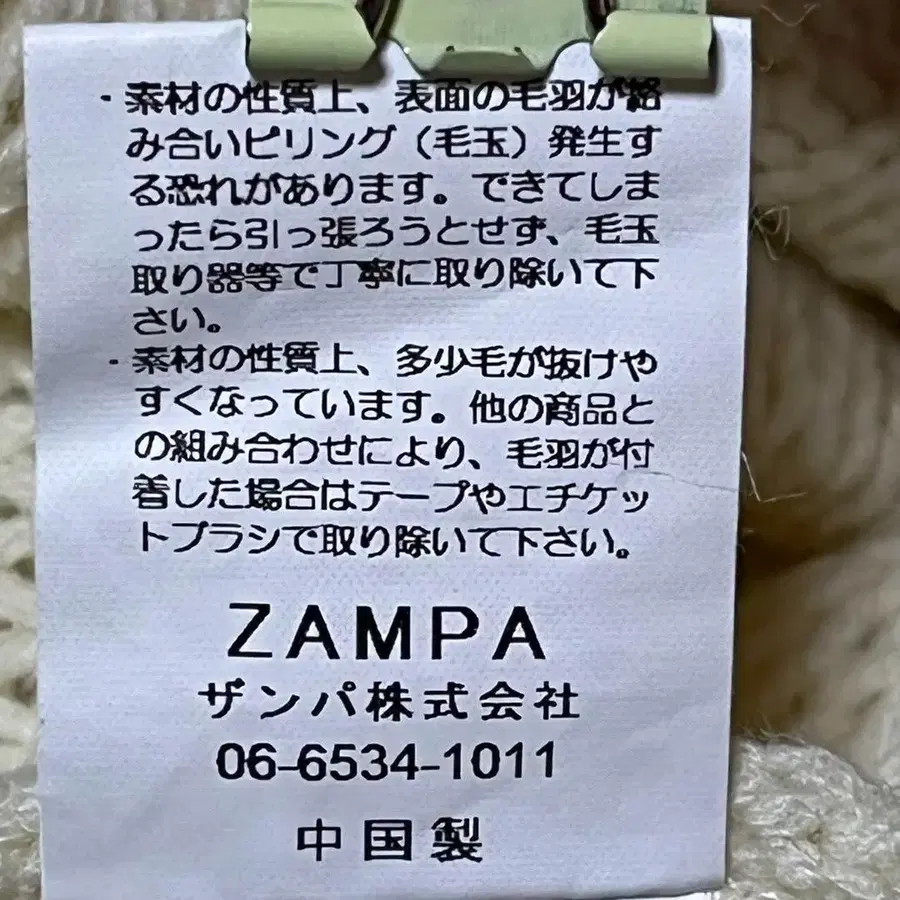 ・素材の性質上、表面の毛羽が絡
み合いピリング（毛玉）発生す
る恐れがあります。できてしま
ったら引っ張ろうとせず、毛玉
取り器等で丁寧に取り除いて下
さい。
・素材の性質上、多少毛が抜けや
すくなっています。他の商品と
の組み合わせにより、毛羽が付
着した場合はテープやエチケッ
トブラシで取り除いて下さい。
ZAMPA
ザンパ株式会社
06-6534-1011
中国製